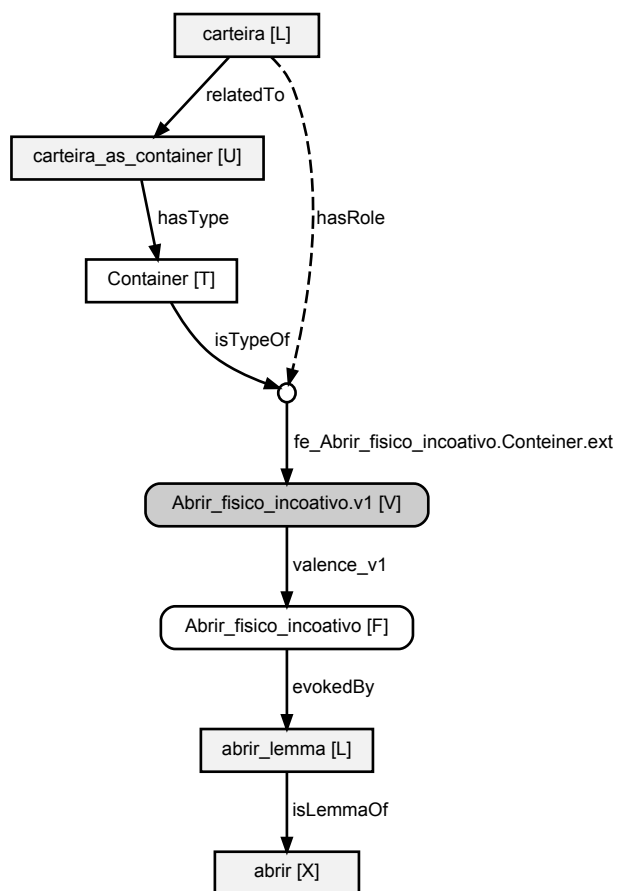 carteira [L]
relatedTo
carteira_as_container [U]
hasType
hasRole
Container [T]
isTypeOf
fe_Abrir_fisico_incoativo.Conteiner.ext
Abrir_fisico_incoativo.v1 [V]
valence_v1
Abrir_fisico_incoativo [F]
evokedBy
abrir_lemma [L]
isLemmaOf
abrir [X]